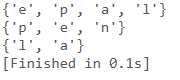 {'e', 'p', 'a', 'l'}
{'p', 'e', 'n'}
{'l', 'a'}
[Finished in 0.1s]